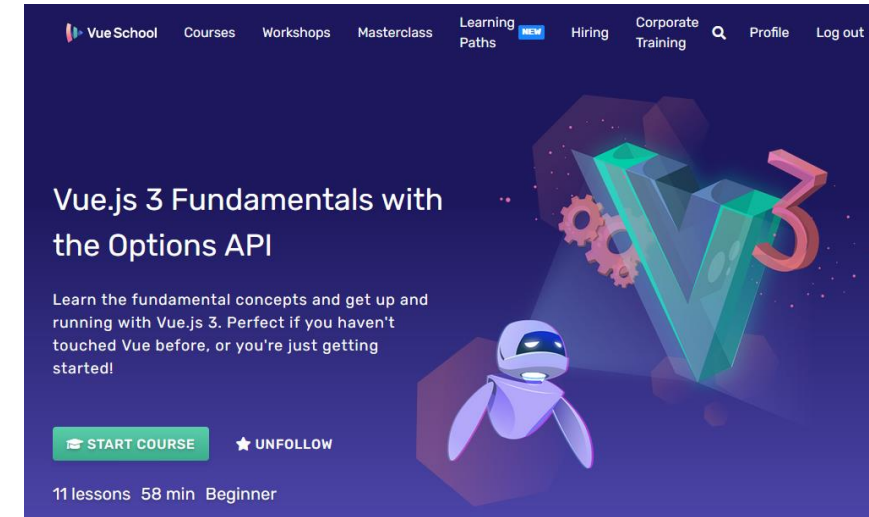 Vue School Courses Workshops Masterclass Learning Paths NEW Hiring Corporate Training Profile Log out
Vue.js 3 Fundamentals with
the Options API
Learn the fundamental concepts and get up and
running with Vue.js 3. Perfect if you haven't
touched Vue before, or you're just getting
started!
START COURSE UNFOLLOW
11 lessons 58 min Beginner